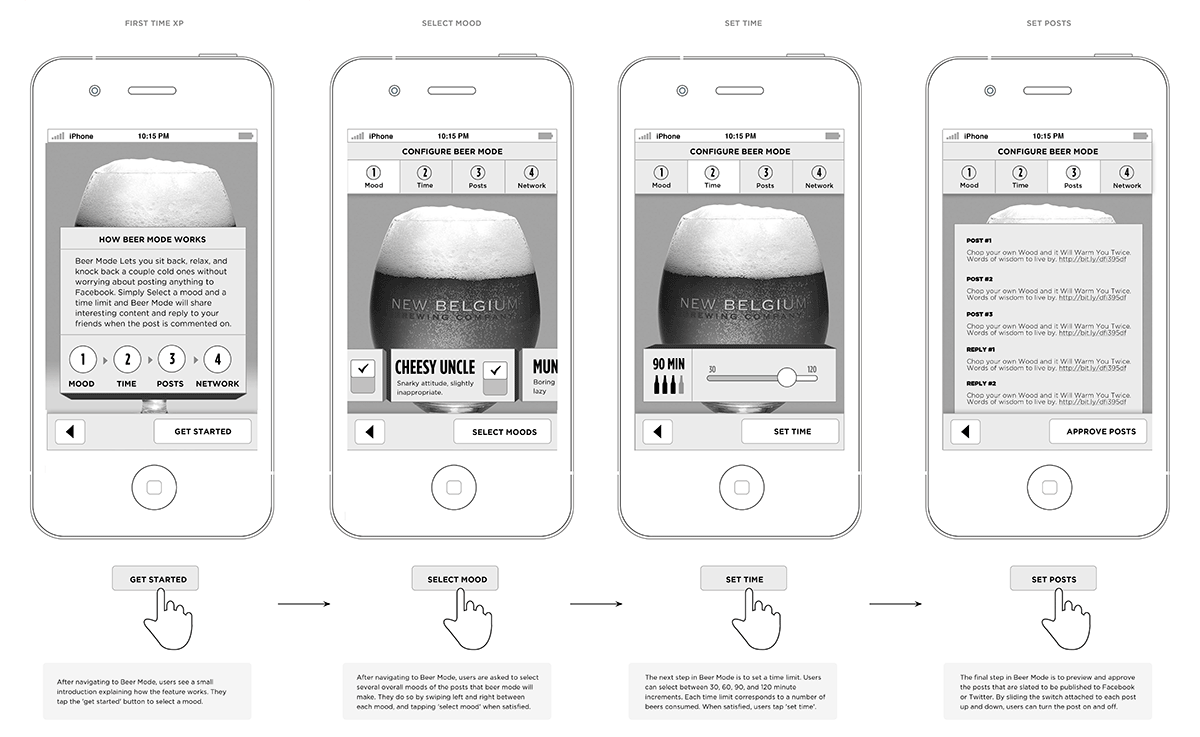 FIRST TIME XP
SELECT MOOD
SET TIME
SET POSTS
iPhone
10:15 PM
HOW BEER MODE WORKS
Beer Mode Lets you sit back, relax, and
knock back a couple cold ones without
worrying about posting anything to
Facebook. Simply Select a mood and a
time limit and Beer Mode will share
interesting content and reply to your
friends when the post is commented on.
1 2 3 4
MOOD TIME POSTS NETWORK
GET STARTED
iPhone
10:15 PM
CONFIGURE BEER MODE
1 2 3 4
Mood Time Posts Network
NEW BELGIUM
BREWING COMPANY
CHEESY UNCLE
Snarky attitude, slightly
inappropriate.
MUN
Boring
lazy
SELECT MOODS
iPhone
10:15 PM
CONFIGURE BEER MODE
1 2 3 4
Mood Time Posts Network
NEW BELGIUM
BREWING COMPANY
90 MIN
30
120
SET TIME
iPhone
10:15 PM
CONFIGURE BEER MODE
1 2 3 4
Mood Time Posts Network
POST #1
Chop your own Wood and it Will Warm You Twice.
Words of wisdom to live by. http://bit.ly/dfi395df
POST #2
Chop your own Wood and it Will Warm You Twice.
Words of wisdom to live by. http://bit.ly/dfi395df
POST #3
Chop your own Wood and it Will Warm You Twice.
Words of wisdom to live by. http://bit.ly/dfi395df
REPLY #1
Chop your own Wood and it Will Warm You Twice.
Words of wisdom to live by. http://bit.ly/dfi395df
REPLY #2
Chop your own Wood and it Will Warm You Twice.
Words of wisdom to live by. http://bit.ly/dfi395df
APPROVE POSTS
GET STARTED
SELECT MOOD
SET TIME
SET POSTS
After navigating to Beer Mode, users see a small
introduction explaining how the feature works. They
tap the 'get started' button to select a mood.
After navigating to Beer Mode, users are asked to select
several overall moods of the posts that beer mode will
make. They do so by swiping left and right between
each mood, and tapping 'select mood' when satisfied.
The next step in Beer Mode is to set a time limit. Users
can select between 30, 60, 90, and 120 minute
increments. Each time limit corresponds to a number of
beers consumed. When satisfied, users tap 'set time'.
The final step in Beer Mode is to preview and approve
the posts that are slated to be published to Facebook
or Twitter. By sliding the switch attached to each post
up and down, users can turn the post on and off.